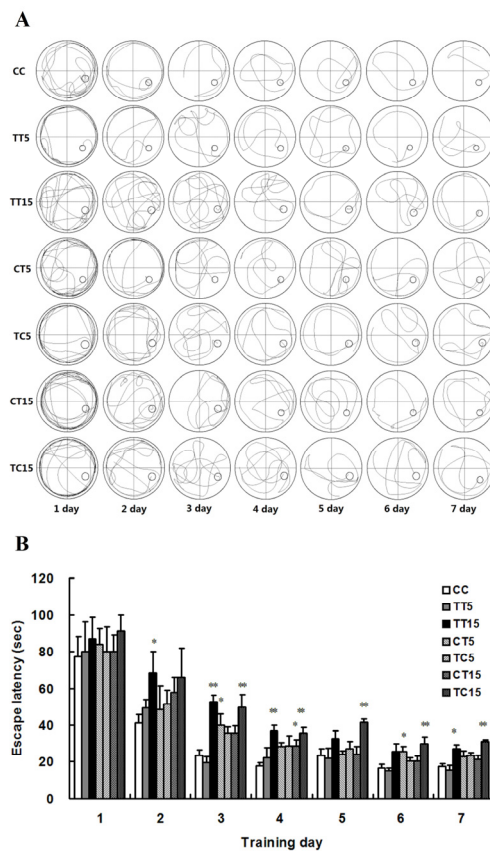 A
CC
TT5
TT15
CT5
TC5
CT15
TC15
1 day 2 day 3 day 4 day 5 day 6 day 7 day
B
Escape latency (sec)
120
100
80
60
40
20
0
CC
TT5
TT15
CT5
TC5
CT15
TC15
*
** * **
** * **
**
* **
* **
1 2 3 4 5 6 7
Training day